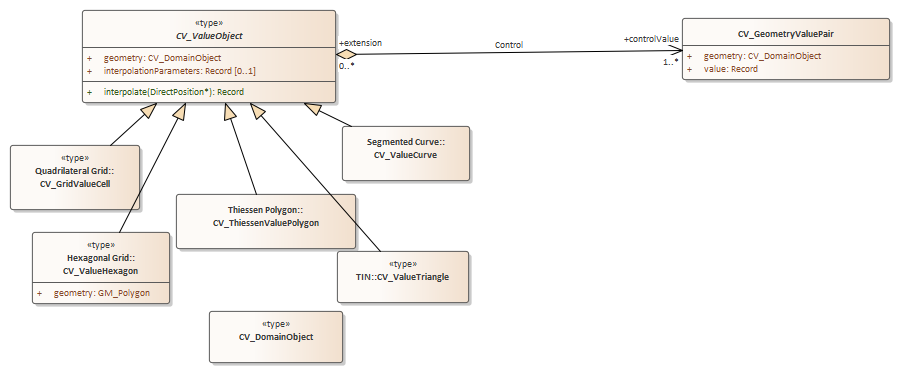 «type»
CV_ValueObject
+ geometry: CV_DomainObject
+ interpolationParameters: Record [0..1]
+ interpolate(DirectPosition*): Record
+extension
0..*
Control
+controlValue
1..*
CV_GeometryValuePair
+ geometry: CV_DomainObject
+ value: Record
Segmented Curve::
CV_ValueCurve
«type»
Quadrilateral Grid::
CV_GridValueCell
Thiessen Polygon::
CV_ThiessenValuePolygon
«type»
Hexagonal Grid::
CV_ValueHexagon
+ geometry: GM_Polygon
«type»
TIN::CV_ValueTriangle
«type»
CV_DomainObject